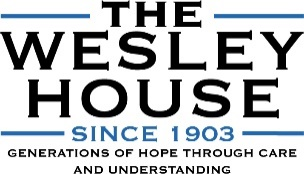 THE
WESLEY
HOUSE
SINCE 1903
GENERATIONS OF HOPE THROUGH CARE
AND UNDERSTANDING